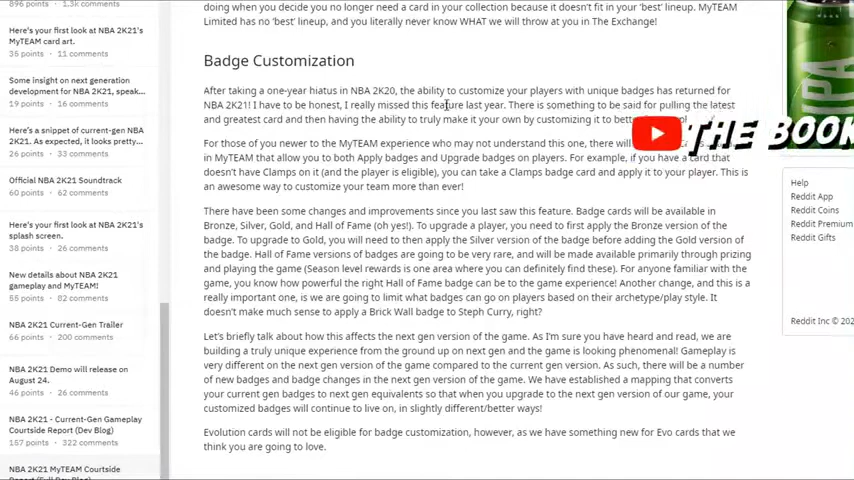 1.3k comments
Here's your first look at NBA 2K21's
MyTEAM card art.
36 points · 11 comments
Some insight on next generation
development for NBA 2K21, speak...
19 points · 16 comments
Here's a snippet of current-gen NBA
2K21. As expected, it looks pretty...
26 points · 33 comments
Official NBA 2K21 Soundtrack
60 points · 62 comments
Here's your first look at NBA 2K21's
splash screen.
38 points · 26 comments
New details about NBA 2K21
gameplay and MyTEAM!
55 points · 82 comments
NBA 2K21 Current-Gen Trailer
66 points · 200 comments
NBA 2K21 Demo will release on
August 24.
46 points · 26 comments
NBA 2K21 - Current-Gen Gameplay
Courtside Report (Dev Blog)
157 points · 322 comments
NBA 2K21 MyTEAM Courtside
Report (Full Dev Blog)
doing when you decide you no longer need a card in your collection because it doesn't fit in your 'best' lineup. MyTEAM
Limited has no 'best' lineup, and you literally never know WHAT we will throw at you in The Exchange!
Badge Customization
After taking a one-year hiatus in NBA 2K20, the ability to customize your players with unique badges has returned for
NBA 2K21! I have to be honest, I really missed this feature last year. There is something to be said for pulling the latest
and greatest card and then having the ability to truly make it your own by customizing it to
For those of you newer to the MyTEAM experience who may not understand this one, there
in MyTEAM that allow you to both Apply badges and Upgrade badges on players. For example, if you have a card that
doesn't have Clamps on it (and the player is eligible), you can take a Clamps badge card and apply it to your player. This is
an awesome way to customize your team more than ever!
There have been some changes and improvements since you last saw this feature. Badge cards will be available in
Bronze, Silver, Gold, and Hall of Fame (oh yes!). To upgrade a player, you need to first apply the Bronze version of the
badge. To upgrade to Gold, you will need to then apply the Silver version of the badge before adding the Gold version of
the badge. Hall of Fame versions of badges are going to be very rare, and will be made available primarily through prizing
and playing the game (Season level rewards is one area where you can definitely find these). For anyone familiar with the
game, you know how powerful the right Hall of Fame badge can be to the game experience! Another change, and this is a
really important one, is we are going to limit what badges can go on players based on their archetype/play style. It
doesn't make much sense to apply a Brick Wall badge to Steph Curry, right?
Let's briefly talk about how this affects the next gen version of the game. As I'm sure you have heard and read, we are
building a truly unique experience from the ground up on next gen and the game is looking phenomenal! Gameplay is
very different on the next gen version of the game compared to the current gen version. As such, there will be a number
of new badges and badge changes in the next gen version of the game. We have established a mapping that converts
your current gen badges to next gen equivalents so that when you upgrade to the next gen version of our game, your
customized badges will continue to live on, in slightly different/better ways!
Evolution cards will not be eligible for badge customization, however, as we have something new for Evo cards that we
think you are going to love.
THE BOOK
IPA
Help
Reddit App
Reddit Coins
Reddit Premium
Reddit Gifts
Reddit Inc © 202